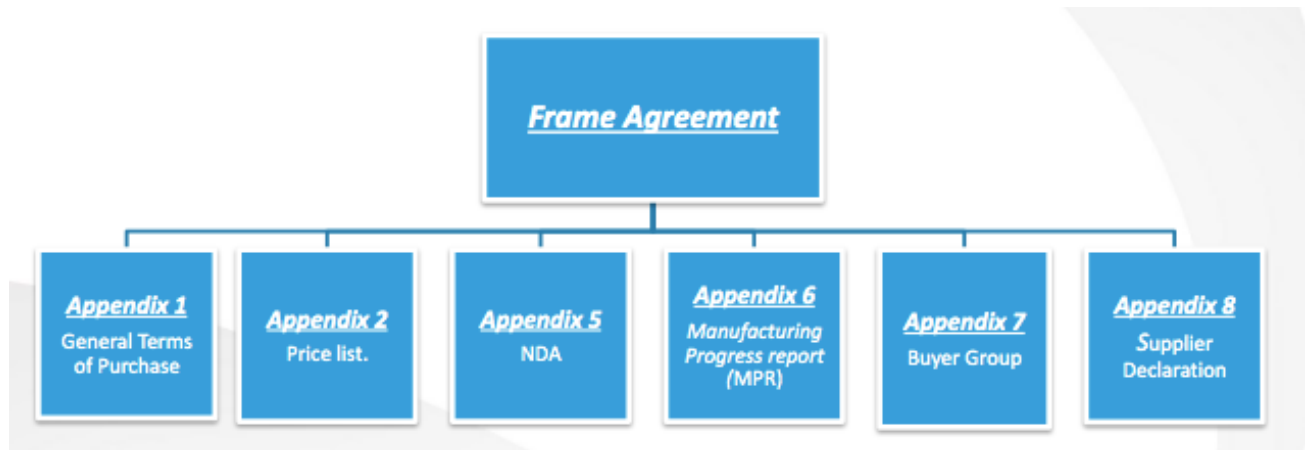 Frame Agreement
Appendix 1
General Terms
of Purchase
Appendix 2
Price list.
Appendix 5
NDA
Appendix 6
Manufacturing
Progress report
(MPR)
Appendix 7
Buyer Group
Appendix 8
Supplier
Declaration